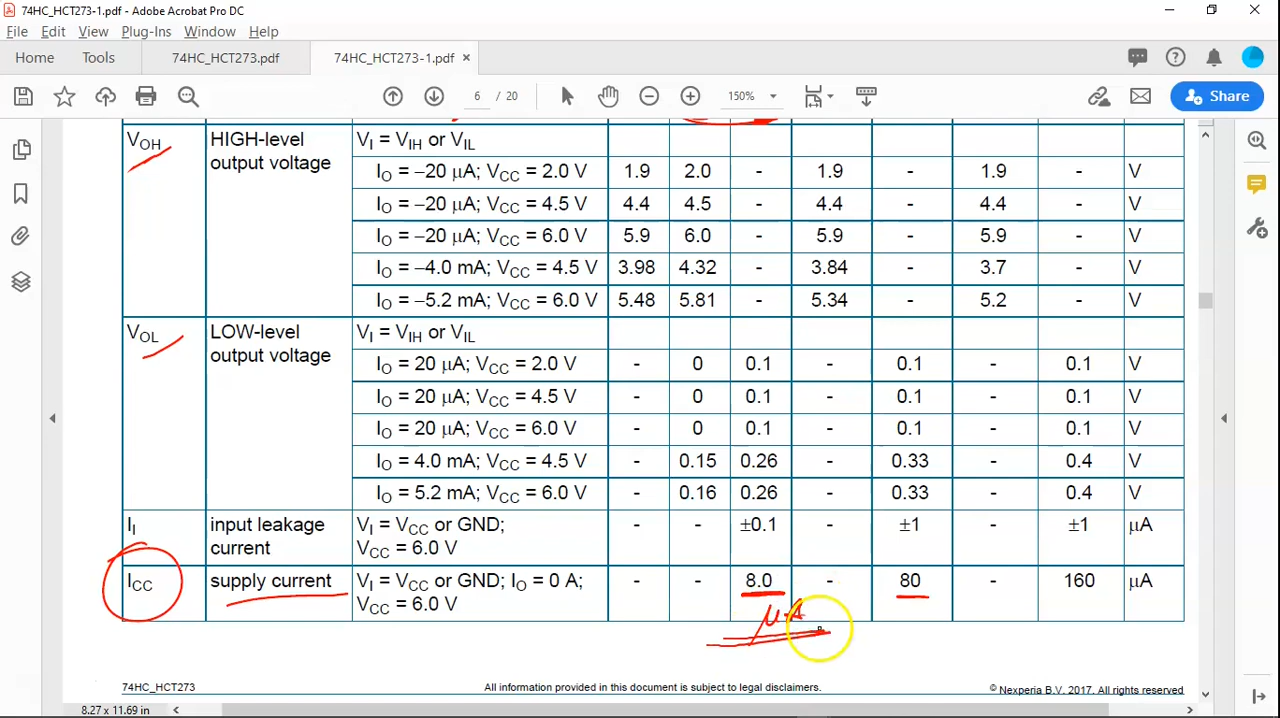 74HC_HCT273-1.pdf - Adobe Acrobat Pro DC
File Edit View Plug-Ins Window Help
Home Tools 74HC_HCT273.pdf 74HC_HCT273-1.pdf ×
6 / 20 150% Share
VOH HIGH-level output voltage VI = VIH or VIL
IO = −20 μA; VCC = 2.0 V 1.9 2.0 - 1.9 - 1.9 - V
IO = −20 μA; VCC = 4.5 V 4.4 4.5 - 4.4 - 4.4 - V
IO = −20 μA; VCC = 6.0 V 5.9 6.0 - 5.9 - 5.9 - V
IO = −4.0 mA; VCC = 4.5 V 3.98 4.32 - 3.84 - 3.7 - V
IO = −5.2 mA; VCC = 6.0 V 5.48 5.81 - 5.34 - 5.2 - V
VOL LOW-level output voltage VI = VIH or VIL
IO = 20 μA; VCC = 2.0 V - 0 0.1 - 0.1 - 0.1 V
IO = 20 μA; VCC = 4.5 V - 0 0.1 - 0.1 - 0.1 V
IO = 20 μA; VCC = 6.0 V - 0 0.1 - 0.1 - 0.1 V
IO = 4.0 mA; VCC = 4.5 V - 0.15 0.26 - 0.33 - 0.4 V
IO = 5.2 mA; VCC = 6.0 V - 0.16 0.26 - 0.33 - 0.4 V
II input leakage current VI = VCC or GND; VCC = 6.0 V - - ±0.1 - ±1 - ±1 μA
ICC supply current VI = VCC or GND; IO = 0 A; VCC = 6.0 V - - 8.0 - 80 - 160 μA
μA
74HC_HCT273 All information provided in this document is subject to legal disclaimers. © Nexperia B.V. 2017. All rights reserved
8.27 x 11.69 in